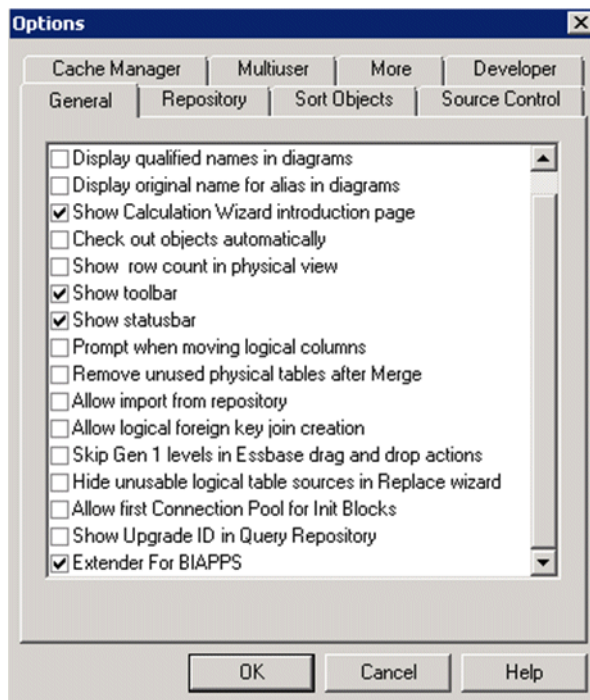 Options
Cache Manager Multiuser More Developer
General Repository Sort Objects Source Control
Display qualified names in diagrams
Display original name for alias in diagrams
Show Calculation Wizard introduction page
Check out objects automatically
Show row count in physical view
Show toolbar
Show statusbar
Prompt when moving logical columns
Remove unused physical tables after Merge
Allow import from repository
Allow logical foreign key join creation
Skip Gen 1 levels in Essbase drag and drop actions
Hide unusable logical table sources in Replace wizard
Allow first Connection Pool for Init Blocks
Show Upgrade ID in Query Repository
Extender For BIAPPS
OK Cancel Help